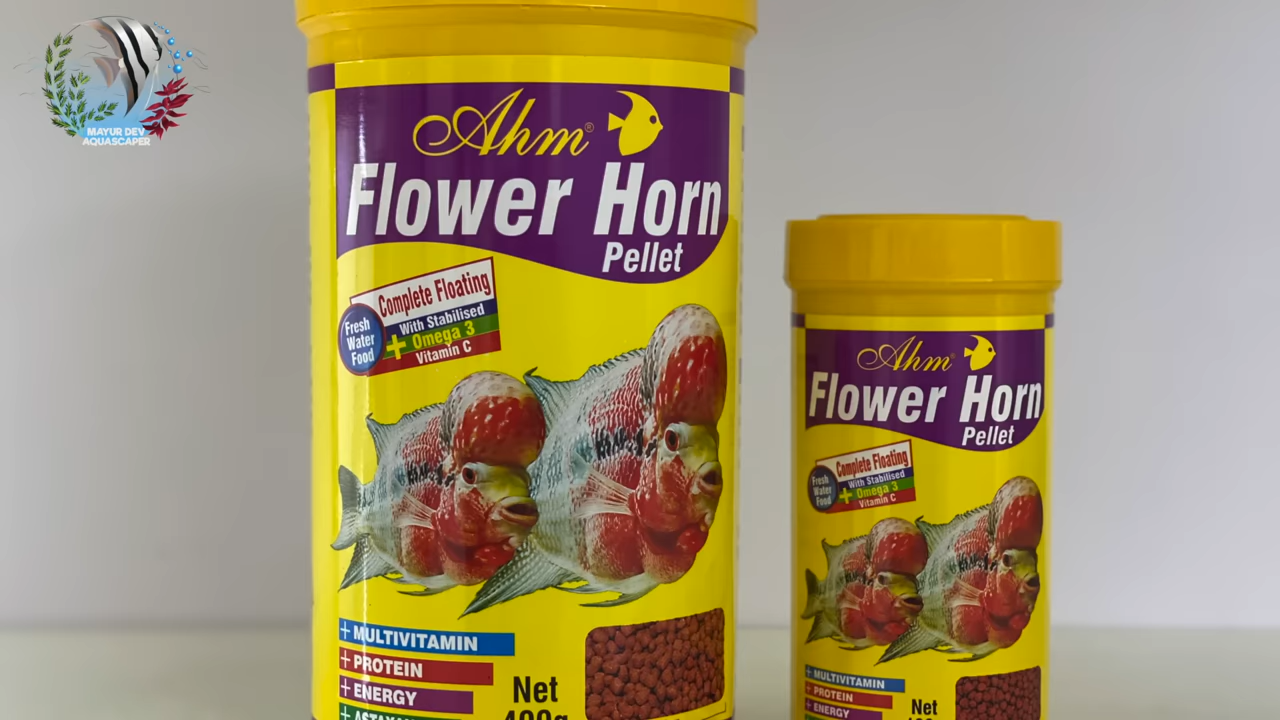 MAYUR DEV
AQUASCAPER
Ahm®
Flower Horn
Pellet
Complete Floating
Fresh
Water
Food
With Stabilised
+ Omega 3
Vitamin C
+ MULTIVITAMIN
+ PROTEIN
+ ENERGY
Net
Ahm
Flower Horn
Pellet
Complete Floating
Fresh
Water
Food
With Stabilised
+ Omega 3
Vitamin C
+ MULTIVITAMIN
+ PROTEIN
+ ENERGY
Net